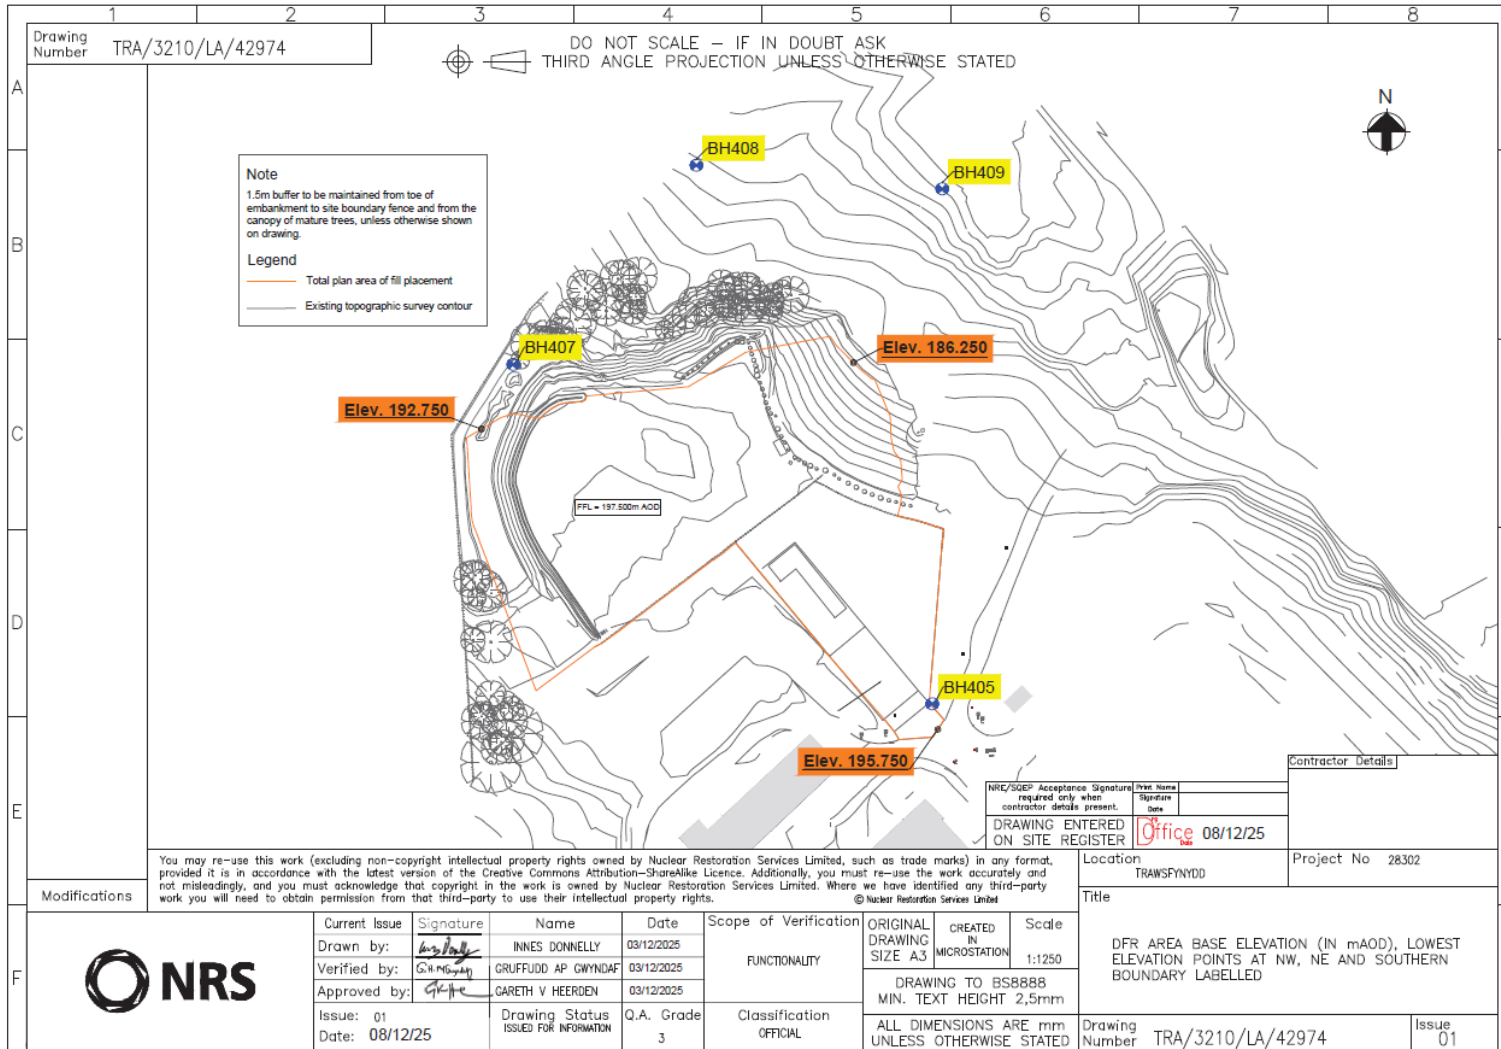 1 2 3 4 5 6 7 8
A
B
C
D
E
F
Drawing
Number TRA/3210/LA/42974
DO NOT SCALE – IF IN DOUBT ASK
THIRD ANGLE PROJECTION UNLESS OTHERWISE STATED
N
BH408
BH409
Note
1.5m buffer to be maintained from toe of
embankment to site boundary fence and from the
canopy of mature trees, unless otherwise shown
on drawing.
Legend
Total plan area of fill placement
Existing topographic survey contour
BH407
Elev. 186.250
Elev. 192.750
FFL = 197.500m AOD
BH405
Elev. 195.750
Contractor Details
NRE/SQEP Acceptance Signature
required only when
contractor details present.
Print Name
Signature
Date
DRAWING ENTERED
ON SITE REGISTER
Office
Date
08/12/25
You may re-use this work (excluding non-copyright intellectual property rights owned by Nuclear Restoration Services Limited, such as trade marks) in any format,
provided it is in accordance with the latest version of the Creative Commons Attribution-ShareAlike Licence. Additionally, you must re-use the work accurately and
not misleadingly, and you must acknowledge that copyright in the work is owned by Nuclear Restoration Services Limited. Where we have identified any third-party
work you will need to obtain permission from that third-party to use their intellectual property rights.
© Nuclear Restoration Services Limited
Location
TRAWSFYNYDD
Project No 28302
Modifications
Title
DFR AREA BASE ELEVATION (IN mAOD), LOWEST
ELEVATION POINTS AT NW, NE AND SOUTHERN
BOUNDARY LABELLED
NRS
Current Issue Signature Name Date
Drawn by: INNES DONNELLY 03/12/2025
Verified by: GRUFFUDD AP GWYNDAF 03/12/2025
Approved by: GARETH V HEERDEN 03/12/2025
Issue: 01
Date: 08/12/25
Drawing Status
ISSUED FOR INFORMATION
Q.A. Grade
3
Scope of Verification
FUNCTIONALITY
Classification
OFFICIAL
ORIGINAL
DRAWING
SIZE A3
CREATED
IN
MICROSTATION
Scale
1:1250
DRAWING TO BS8888
MIN. TEXT HEIGHT 2,5mm
ALL DIMENSIONS ARE mm
UNLESS OTHERWISE STATED
Drawing
Number TRA/3210/LA/42974
Issue
01